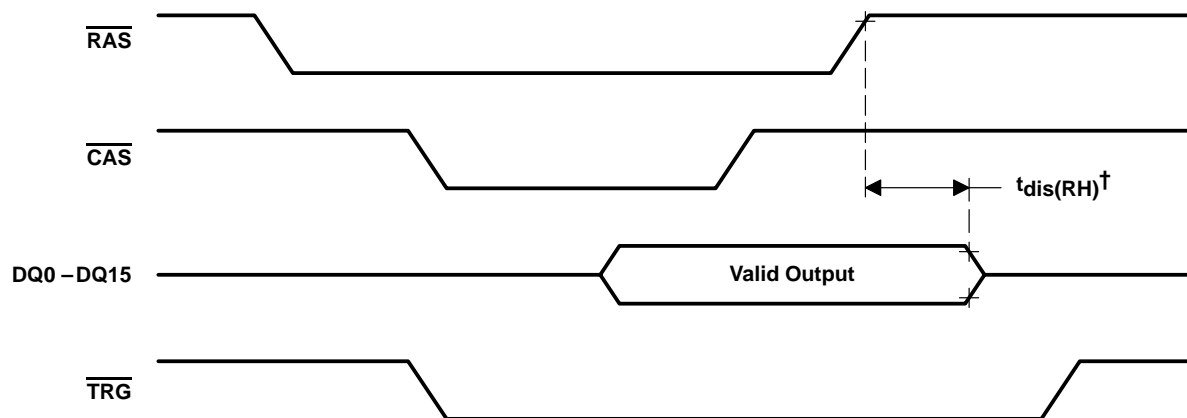 RAS
CAS
tdis(RH)†
DQ0 –DQ15
Valid Output
TRG